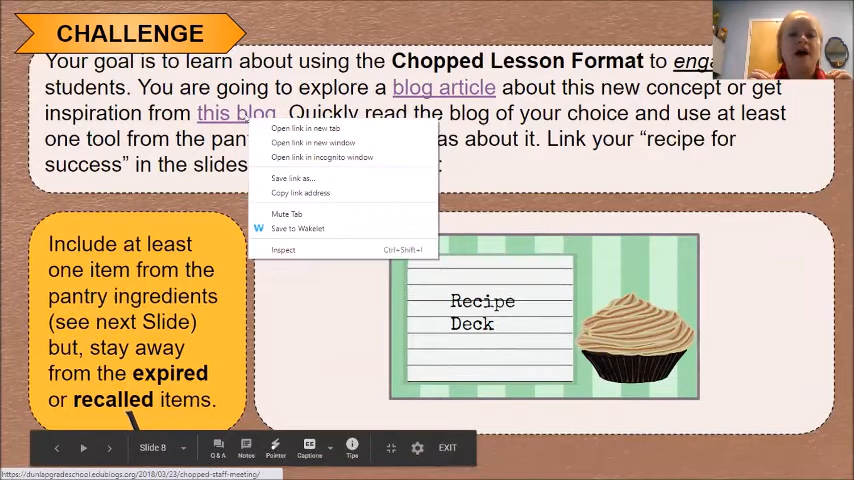 CHALLENGE
Your goal is to learn about using the Chopped Lesson Format to enga
students. You are going to explore a blog article about this new concept or get
inspiration from this blog. Quickly read the blog of your choice and use at least
one tool from the pan as about it. Link your “recipe for
success” in the slides :
Open link in new tab
Open link in new window
Open link in incognito window
Save link as...
Copy link address
Mute Tab
W Save to Wakelet
Inspect Ctrl+Shift+I
Include at least
one item from the
pantry ingredients
(see next Slide)
but, stay away
from the expired
or recalled items.
Recipe
Deck
Slide 8
Q & A
Notes
Pointer
CC
Captions
Tips
EXIT
https://dunlapgradeschool.edublogs.org/2018/03/23/chopped-staff-meeting/